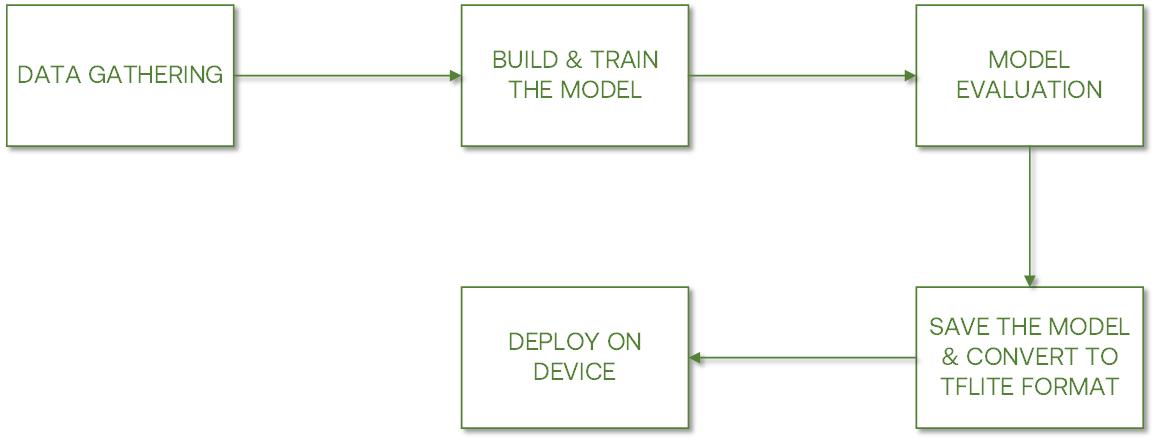 DATA GATHERING
BUILD & TRAIN
THE MODEL
MODEL
EVALUATION
SAVE THE MODEL
& CONVERT TO
TFLITE FORMAT
DEPLOY ON
DEVICE